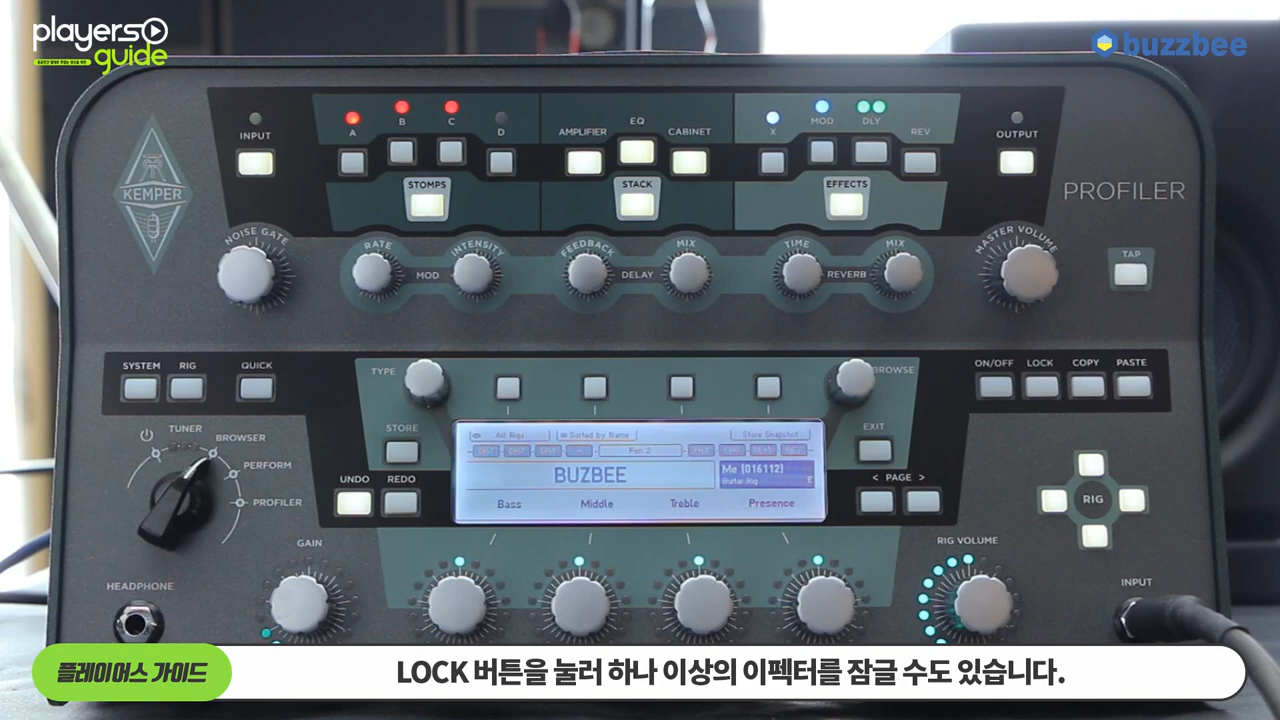 players
guide
buzzbee
INPUT
A
B
C
D
AMPLIFIER
EQ
CABINET
X
MOD
DLY
REV
OUTPUT
KEMPER
STOMPS
STACK
EFFECTS
PROFILER
NOISE GATE
RATE
MOD
INTENSITY
FEEDBACK
DELAY
MIX
TIME
REVERB
MIX
MASTER VOLUME
TAP
SYSTEM
RIG
QUICK
TYPE
BROWSE
ON/OFF
LOCK
COPY
PASTE
STORE
EXIT
TUNER
BROWSER
PERFORM
PROFILER
UNDO
REDO
All Rigs
Sorted by Name
Store Snapshot
Pen 2
BUZBEE
Me (016112)
Guitar Rig
Bass
Middle
Treble
Presence
< PAGE >
RIG
GAIN
RIG VOLUME
HEADPHONE
INPUT
플레이어스 가이드
LOCK 버튼을 눌러 하나 이상의 이펙터를 잠글 수도 있습니다.